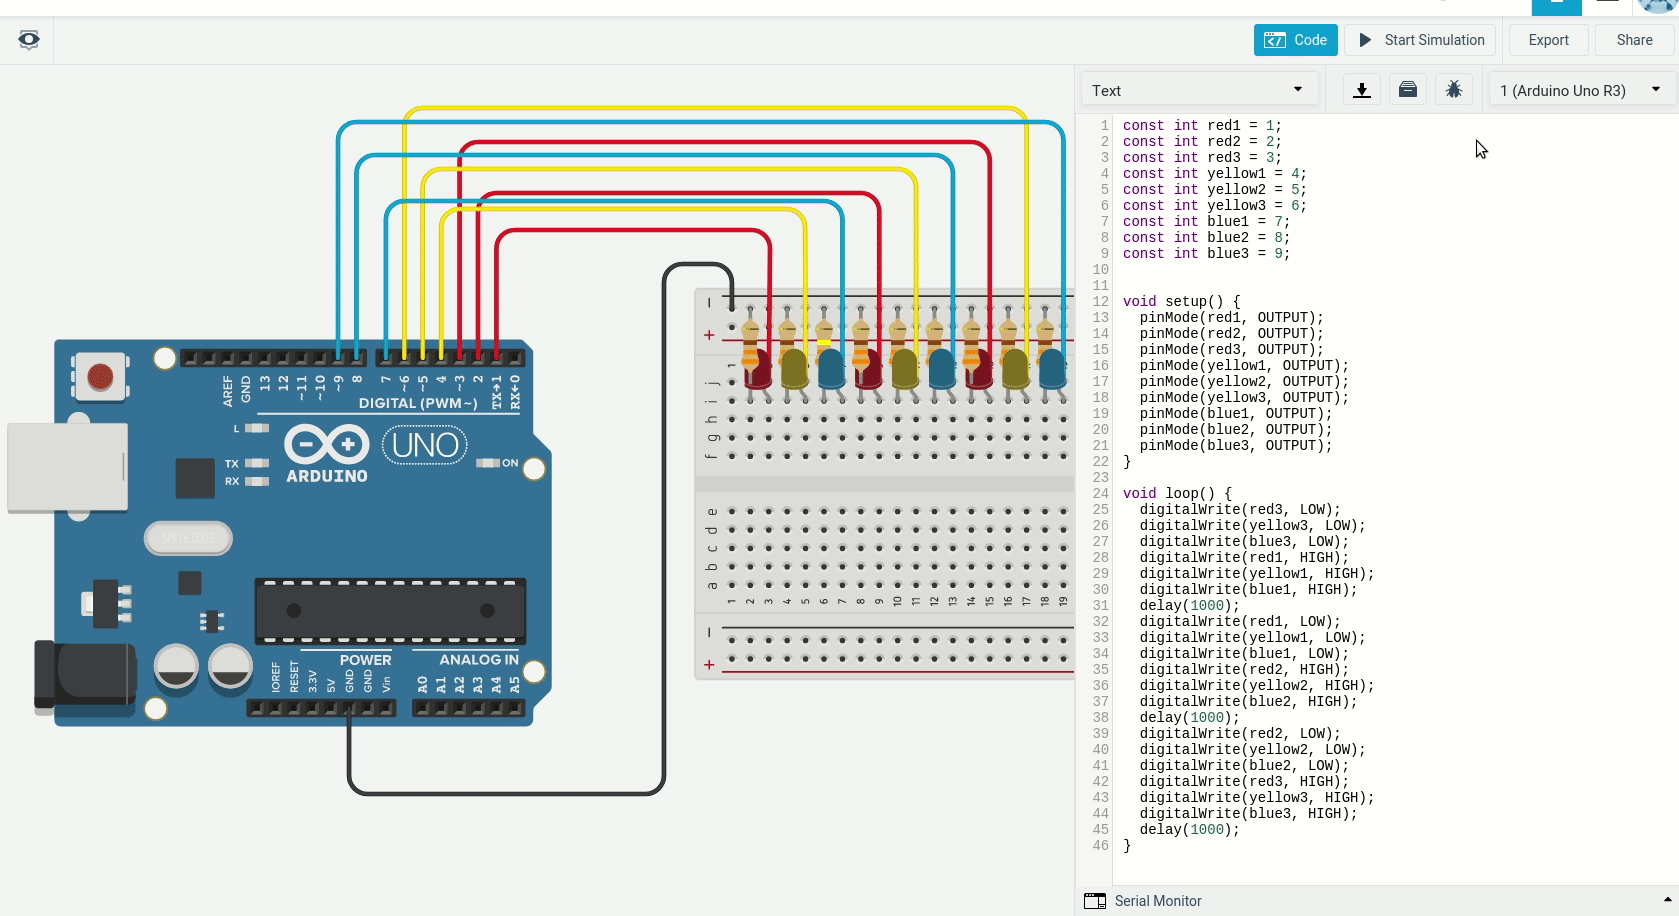 Code
Start Simulation
Export
Share
Text
1 (Arduino Uno R3)
1 const int red1 = 1;
2 const int red2 = 2;
3 const int red3 = 3;
4 const int yellow1 = 4;
5 const int yellow2 = 5;
6 const int yellow3 = 6;
7 const int blue1 = 7;
8 const int blue2 = 8;
9 const int blue3 = 9;
10
11
12 void setup() {
13 pinMode(red1, OUTPUT);
14 pinMode(red2, OUTPUT);
15 pinMode(red3, OUTPUT);
16 pinMode(yellow1, OUTPUT);
17 pinMode(yellow2, OUTPUT);
18 pinMode(yellow3, OUTPUT);
19 pinMode(blue1, OUTPUT);
20 pinMode(blue2, OUTPUT);
21 pinMode(blue3, OUTPUT);
22 }
23
24 void loop() {
25 digitalWrite(red3, LOW);
26 digitalWrite(yellow3, LOW);
27 digitalWrite(blue3, LOW);
28 digitalWrite(red1, HIGH);
29 digitalWrite(yellow1, HIGH);
30 digitalWrite(blue1, HIGH);
31 delay(1000);
32 digitalWrite(red1, LOW);
33 digitalWrite(yellow1, LOW);
34 digitalWrite(blue1, LOW);
35 digitalWrite(red2, HIGH);
36 digitalWrite(yellow2, HIGH);
37 digitalWrite(blue2, HIGH);
38 delay(1000);
39 digitalWrite(red2, LOW);
40 digitalWrite(yellow2, LOW);
41 digitalWrite(blue2, LOW);
42 digitalWrite(red3, HIGH);
43 digitalWrite(yellow3, HIGH);
44 digitalWrite(blue3, HIGH);
45 delay(1000);
46 }
Serial Monitor
AREF
GND
13
12
~11
~10
~9
8
7
~6
~5
4
~3
2
TX→1
RX←0
DIGITAL (PWM~)
L
TX
RX
ARDUINO
UNO
ON
SPK16.000G
IOREF
RESET
3.3V
5V
GND
GND
Vin
POWER
ANALOG IN
A0
A1
A2
A3
A4
A5
−
+
1
j
i
h
g
f
e
d
c
b
a
1 2 3 4 5 6 7 8 9 10 11 12 13 14 15 16 17 18 19
−
+